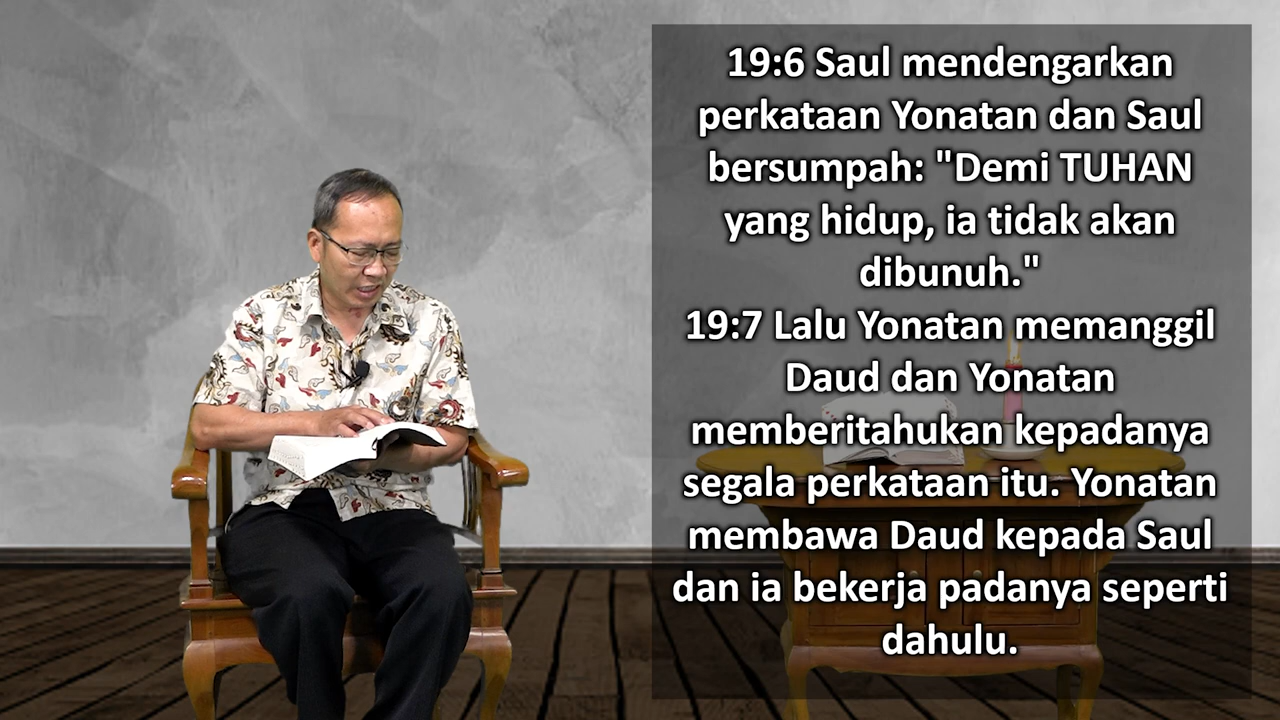 19:6 Saul mendengarkan
perkataan Yonatan dan Saul
bersumpah: "Demi TUHAN
yang hidup, ia tidak akan
dibunuh."
19:7 Lalu Yonatan memanggil
Daud dan Yonatan
memberitahukan kepadanya
segala perkataan itu. Yonatan
membawa Daud kepada Saul
dan ia bekerja padanya seperti
dahulu.